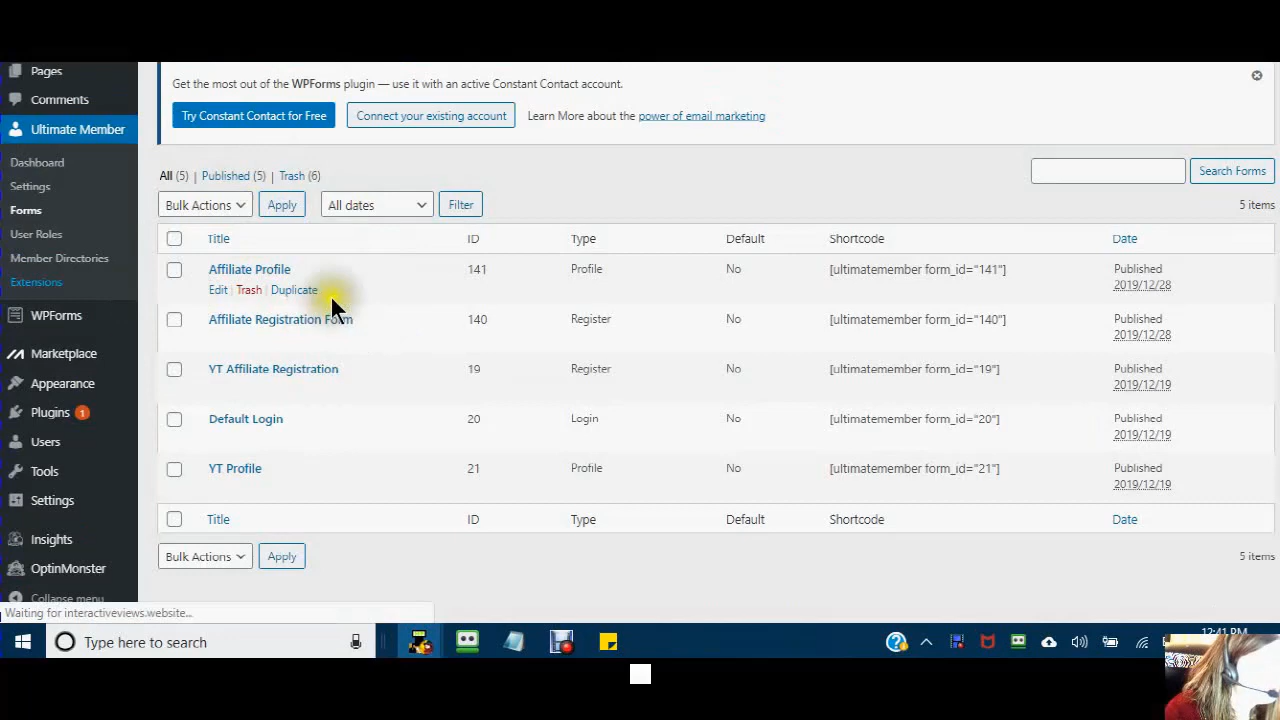 Pages
Comments
Ultimate Member
Dashboard
Settings
Forms
User Roles
Member Directories
Extensions
WPForms
Marketplace
Appearance
Plugins 1
Users
Tools
Settings
Insights
OptinMonster
Collapse menu
Get the most out of the WPForms plugin — use it with an active Constant Contact account.
Try Constant Contact for Free Connect your existing account Learn More about the power of email marketing
All (5) | Published (5) | Trash (6)
Search Forms
Bulk Actions Apply All dates Filter 5 items
Title ID Type Default Shortcode Date
Affiliate Profile 141 Profile No [ultimatemember form_id="141"] Published
2019/12/28
Edit | Trash | Duplicate
Affiliate Registration Form 140 Register No [ultimatemember form_id="140"] Published
2019/12/28
YT Affiliate Registration 19 Register No [ultimatemember form_id="19"] Published
2019/12/19
Default Login 20 Login No [ultimatemember form_id="20"] Published
2019/12/19
YT Profile 21 Profile No [ultimatemember form_id="21"] Published
2019/12/19
Title ID Type Default Shortcode Date
Bulk Actions Apply 5 items
Waiting for interactiveviews.website...
Type here to search
12:41 PM